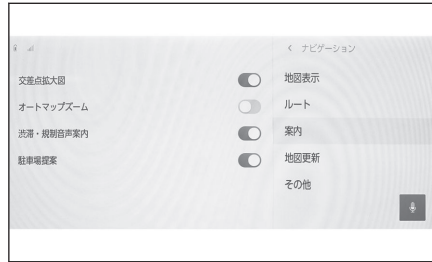 交差点拡大図
オートマップズーム
渋滞・規制音声案内
駐車場提案
< ナビゲーション
地図表示
ルート
案内
地図更新
その他